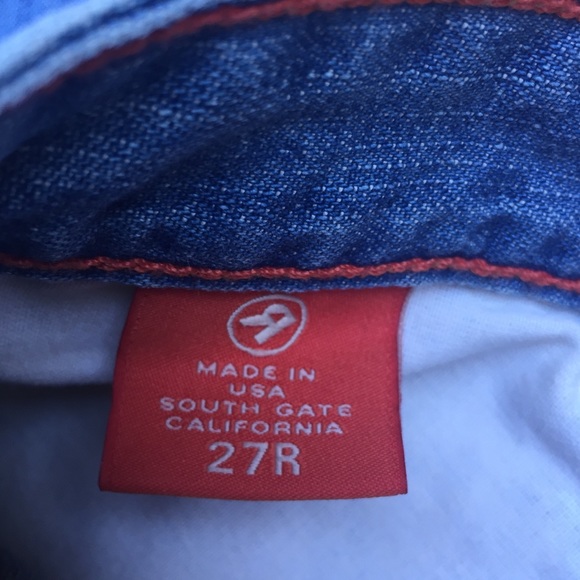 MADE IN
USA
SOUTH GATE
CALIFORNIA
27R